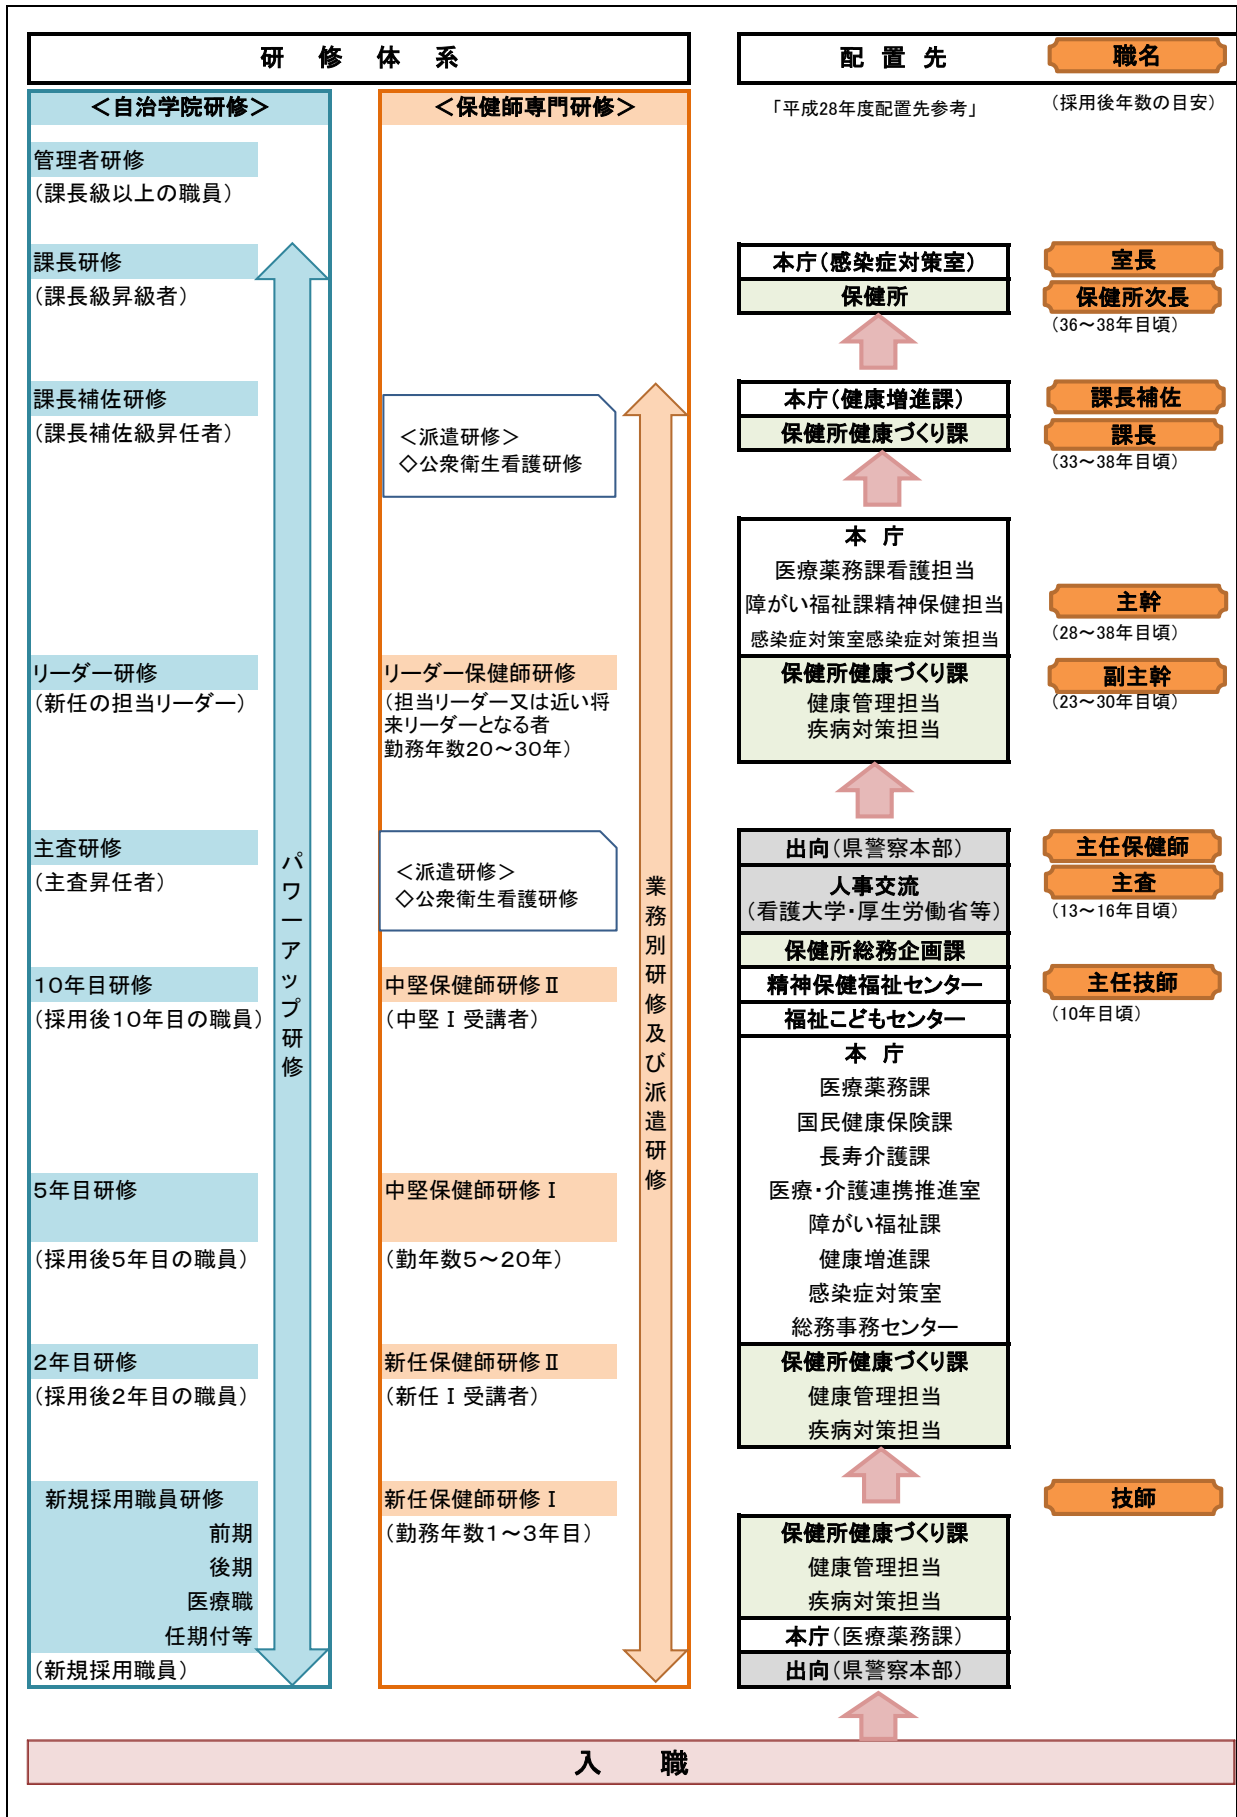 研修体系
＜自治学院研修＞
管理者研修
（課長級以上の職員）
課長研修
（課長級昇級者）
課長補佐研修
（課長補佐級昇任者）
リーダー研修
（新任の担当リーダー）
主査研修
（主査昇任者）
10年目研修
（採用後10年目の職員）
5年目研修
（採用後5年目の職員）
2年目研修
（採用後2年目の職員）
新規採用職員研修
前期
後期
医療職
任期付等
（新規採用職員）
パワーアップ研修
＜保健師専門研修＞
＜派遣研修＞
◇公衆衛生看護研修
リーダー保健師研修
（担当リーダー又は近い将
来リーダーとなる者
勤務年数20～30年）
＜派遣研修＞
◇公衆衛生看護研修
中堅保健師研修Ⅱ
（中堅Ⅰ受講者）
中堅保健師研修Ⅰ
（勤年数5～20年）
新任保健師研修Ⅱ
（新任Ⅰ受講者）
新任保健師研修Ⅰ
（勤務年数1～3年目）
業務別研修及び派遣研修
配置先
「平成28年度配置先参考」
本庁（感染症対策室）
保健所
本庁（健康増進課）
保健所健康づくり課
本庁
医療薬務課看護担当
障がい福祉課精神保健担当
感染症対策室感染症対策担当
保健所健康づくり課
健康管理担当
疾病対策担当
出向（県警察本部）
人事交流
（看護大学・厚生労働省等）
保健所総務企画課
精神保健福祉センター
福祉こどもセンター
本庁
医療薬務課
国民健康保険課
長寿介護課
医療・介護連携推進室
障がい福祉課
健康増進課
感染症対策室
総務事務センター
保健所健康づくり課
健康管理担当
疾病対策担当
保健所健康づくり課
健康管理担当
疾病対策担当
本庁（医療薬務課）
出向（県警察本部）
職名
（採用後年数の目安）
室長
保健所次長
（36～38年目頃）
課長補佐
課長
（33～38年目頃）
主幹
（28～38年目頃）
副主幹
（23～30年目頃）
主任保健師
主査
（13～16年目頃）
主任技師
（10年目頃）
技師
入職